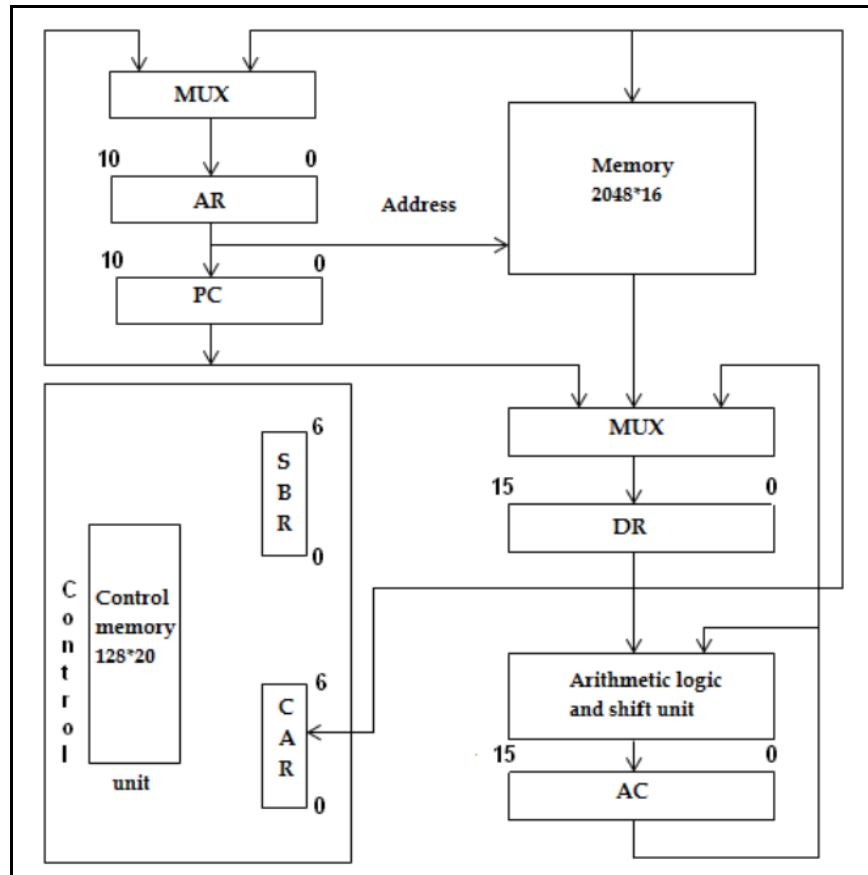 MUX
10 0
AR
Address
Memory
2048*16
10 0
PC
MUX
15 0
DR
6
S
B
R
0
Control
Control
memory
128*20
unit
6
C
A
R
0
Arithmetic logic
and shift unit
15 0
AC